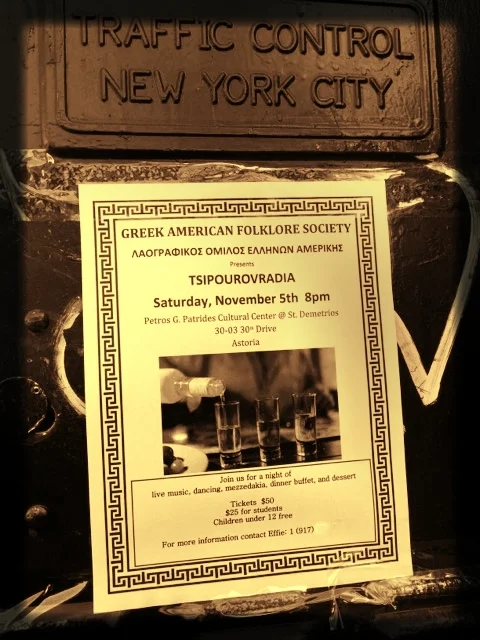 TRAFFIC CONTROL
NEW YORK CITY
GREEK AMERICAN FOLKLORE SOCIETY
ΛΑΟΓΡΑΦΙΚΟΣ ΟΜΙΛΟΣ ΕΛΛΗΝΩΝ ΑΜΕΡΙΚΗΣ
Presents
TSIPOUROVRADIA
Saturday, November 5th 8pm
Petros G. Patrides Cultural Center @ St. Demetrios
30-03 30th Drive
Astoria
Join us for a night of
live music, dancing, mezzedakia, dinner buffet, and dessert
Tickets $50
$25 for students
Children under 12 free
For more information contact Effie: 1 (917)